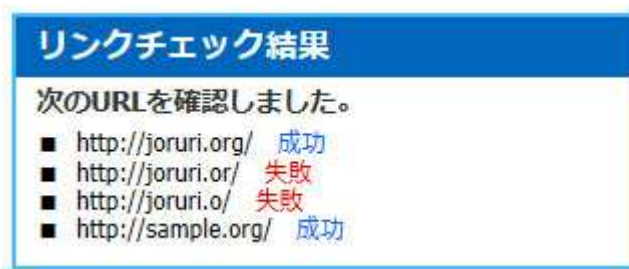 リンクチェック結果
次のURLを確認しました。
■ http://joruri.org/ 成功
■ http://joruri.or/ 失敗
■ http://joruri.o/ 失敗
■ http://sample.org/ 成功